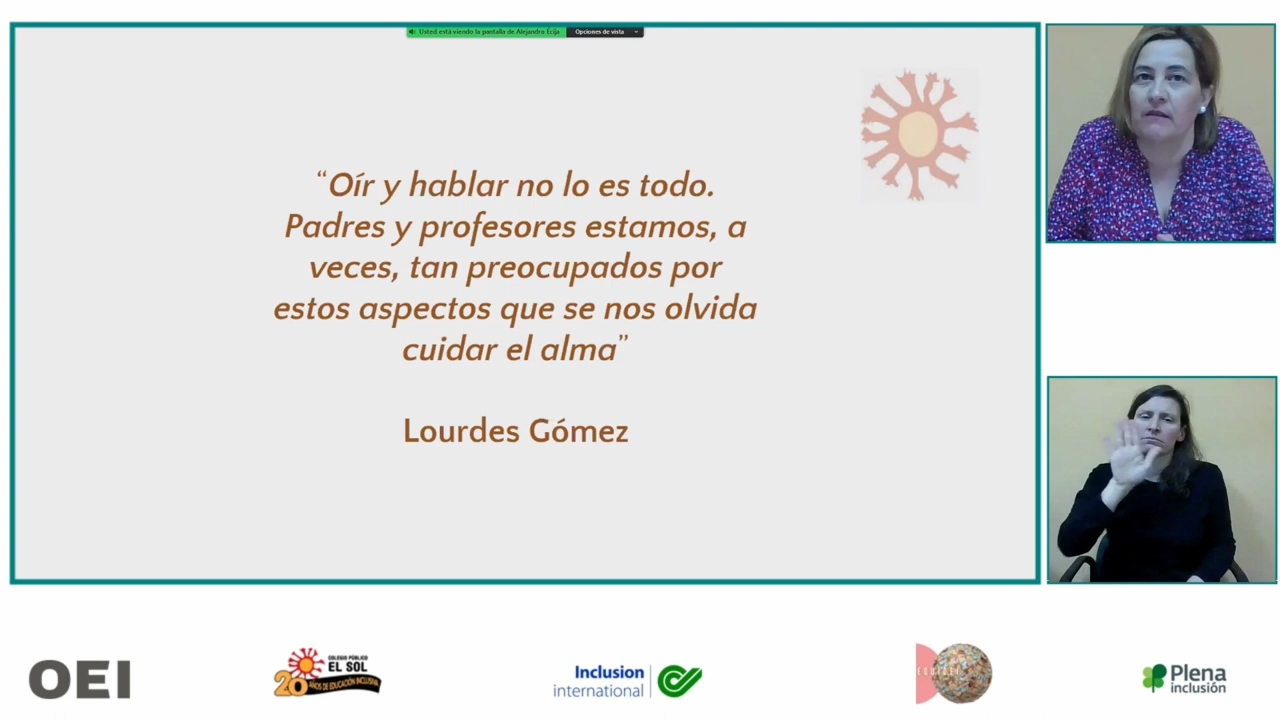 Usted está viendo la pantalla de Alejandro Écija
Opciones de vista
“Oír y hablar no lo es todo.
Padres y profesores estamos, a
veces, tan preocupados por
estos aspectos que se nos olvida
cuidar el alma”
Lourdes Gómez
OEI
COLEGIO PÚBLICO
EL SOL
20 AÑOS DE EDUCACIÓN INCLUSIVA
Inclusion
international
Plena
inclusión